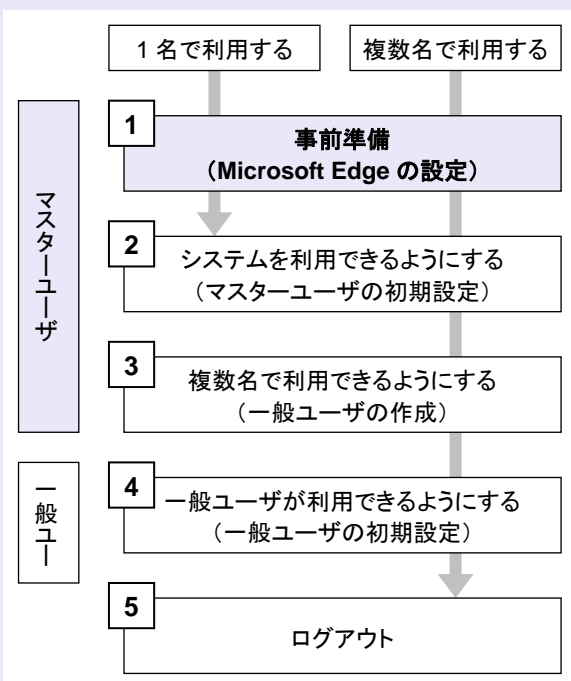 1 名で利用する
複数名で利用する
マスターユーザ
1
事前準備
（Microsoft Edge の設定）
2
システムを利用できるようにする
（マスターユーザの初期設定）
3
複数名で利用できるようにする
（一般ユーザの作成）
一般ユー
4
一般ユーザが利用できるようにする
（一般ユーザの初期設定）
5
ログアウト